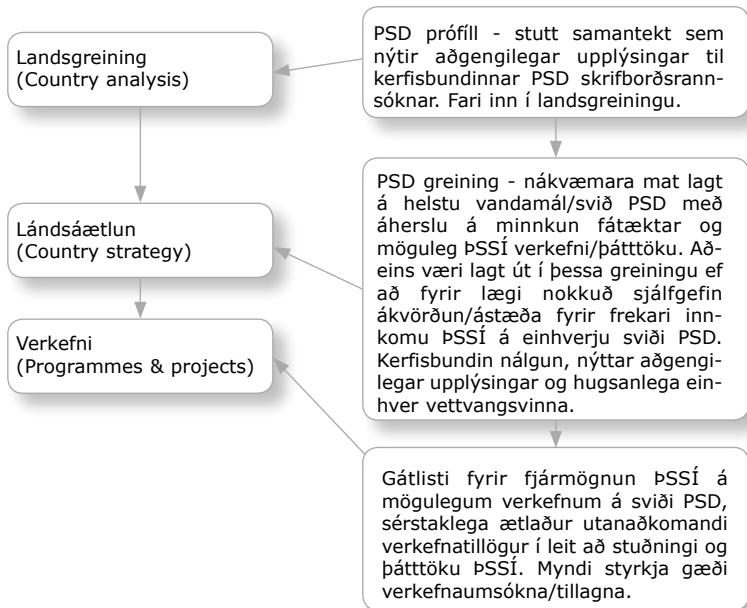 Landsgreining
(Country analysis)
Lándsáætlun
(Country strategy)
Verkefni
(Programmes & projects)
PSD prófíll - stutt samantekt sem
nýtir aðgengilegar upplýsingar til
kerfisbundinnar PSD skrifborðsrann-
sóknar. Fari inn í landsgreiningu.
PSD greining - nákvæmara mat lagt
á helstu vandamál/svið PSD með
áherslu á minnkun fátæktar og
möguleg ÞSSÍ verkefni/þátttöku. Að-
eins væri lagt út í þessa greiningu ef
að fyrir lægi nokkuð sjálfgefin
ákvörðun/ástæða fyrir frekari inn-
komu ÞSSÍ á einhverju sviði PSD.
Kerfisbundin nálgun, nýttar aðgengi-
legar upplýsingar og hugsanlega ein-
hver vettvangsvinna.
Gátlisti fyrir fjármögnun ÞSSÍ á
mögulegum verkefnum á sviði PSD,
sérstaklega ætlaður utanaðkomandi
verkefnatillögur í leit að stuðningi og
þátttöku ÞSSÍ. Myndi styrkja gæði
verkefnaumsókna/tillagna.